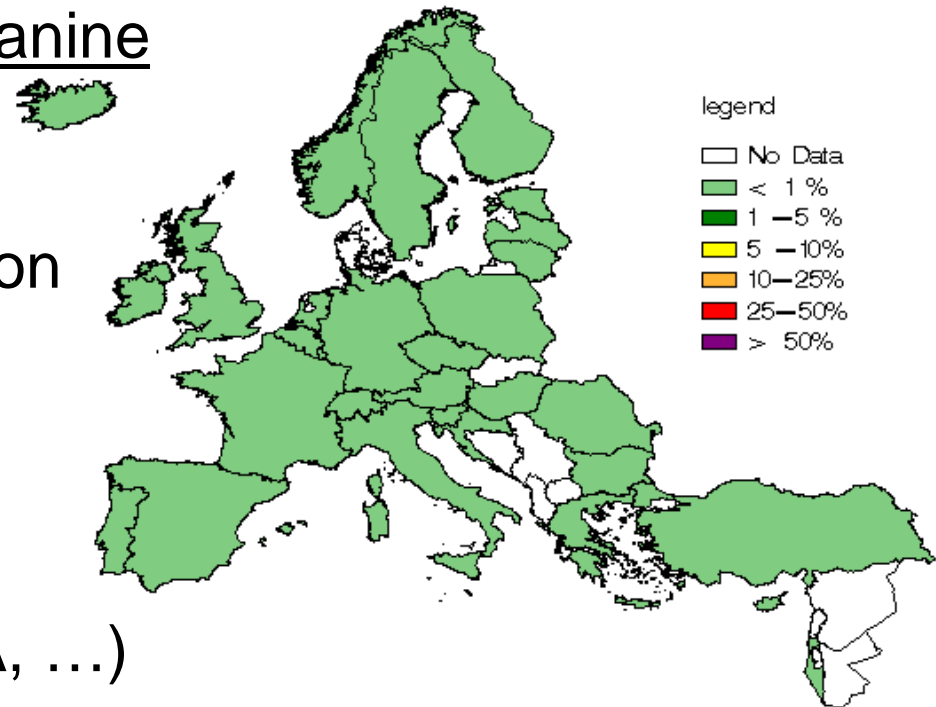 anine
legend
No Data
< 1 %
on
1 –5 %
5 –10%
10–25%
25–50%
> 50%
, …)